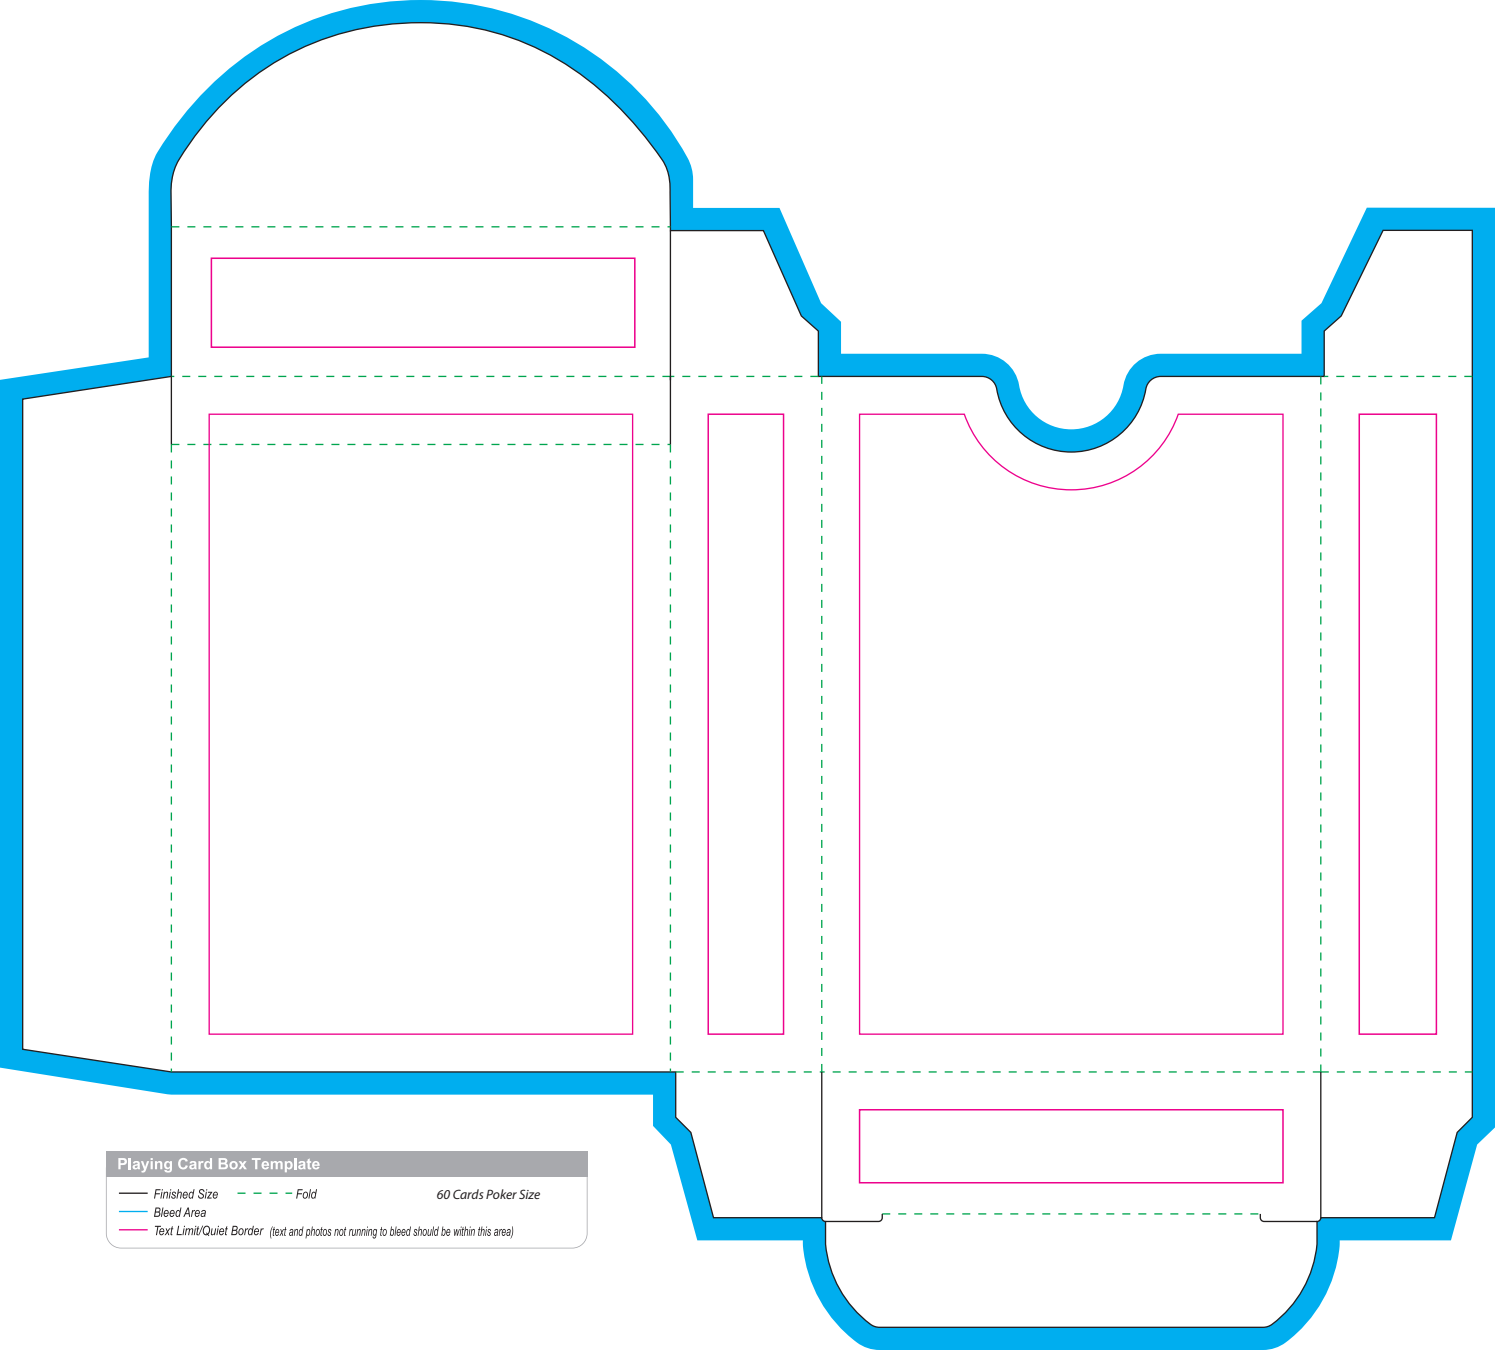 Playing Card Box Template
Finished Size Fold 60 Cards Poker Size
Bleed Area
Text Limit/Quiet Border (text and photos not running to bleed should be within this area)